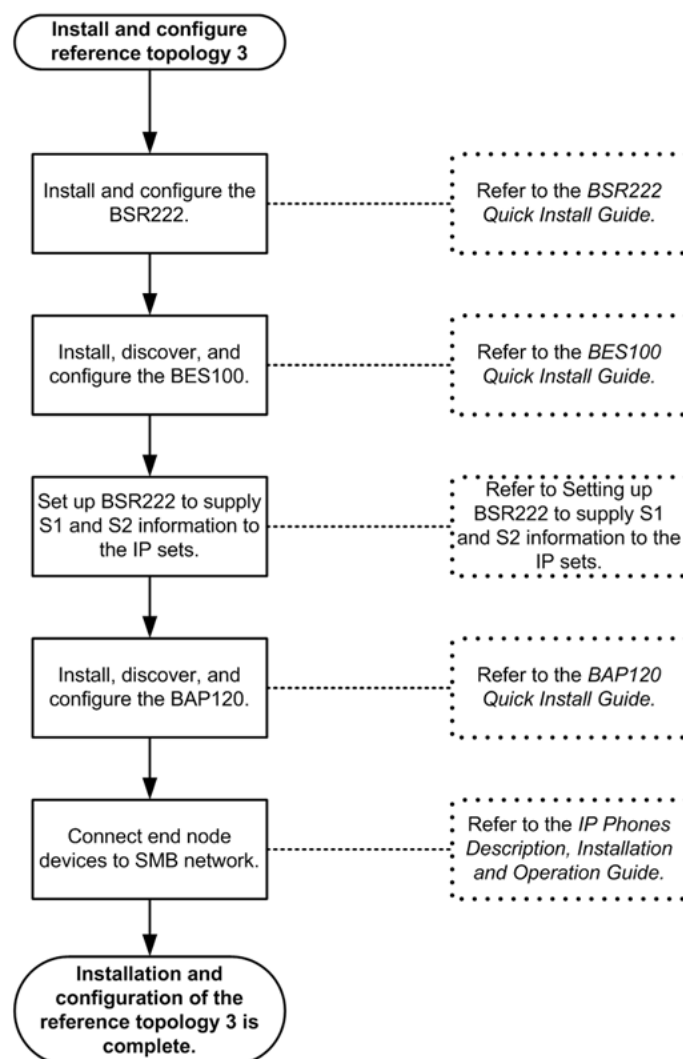 Install and configure
reference topology 3
Install and configure the
BSR222.
Refer to the BSR222
Quick Install Guide.
Install, discover, and
configure the BES100.
Refer to the BES100
Quick Install Guide.
Set up BSR222 to supply
S1 and S2 information to
the IP sets.
Refer to Setting up
BSR222 to supply S1
and S2 information to the
IP sets.
Install, discover, and
configure the BAP120.
Refer to the BAP120
Quick Install Guide.
Connect end node
devices to SMB network.
Refer to the IP Phones
Description, Installation
and Operation Guide.
Installation and
configuration of the
reference topology 3 is
complete.